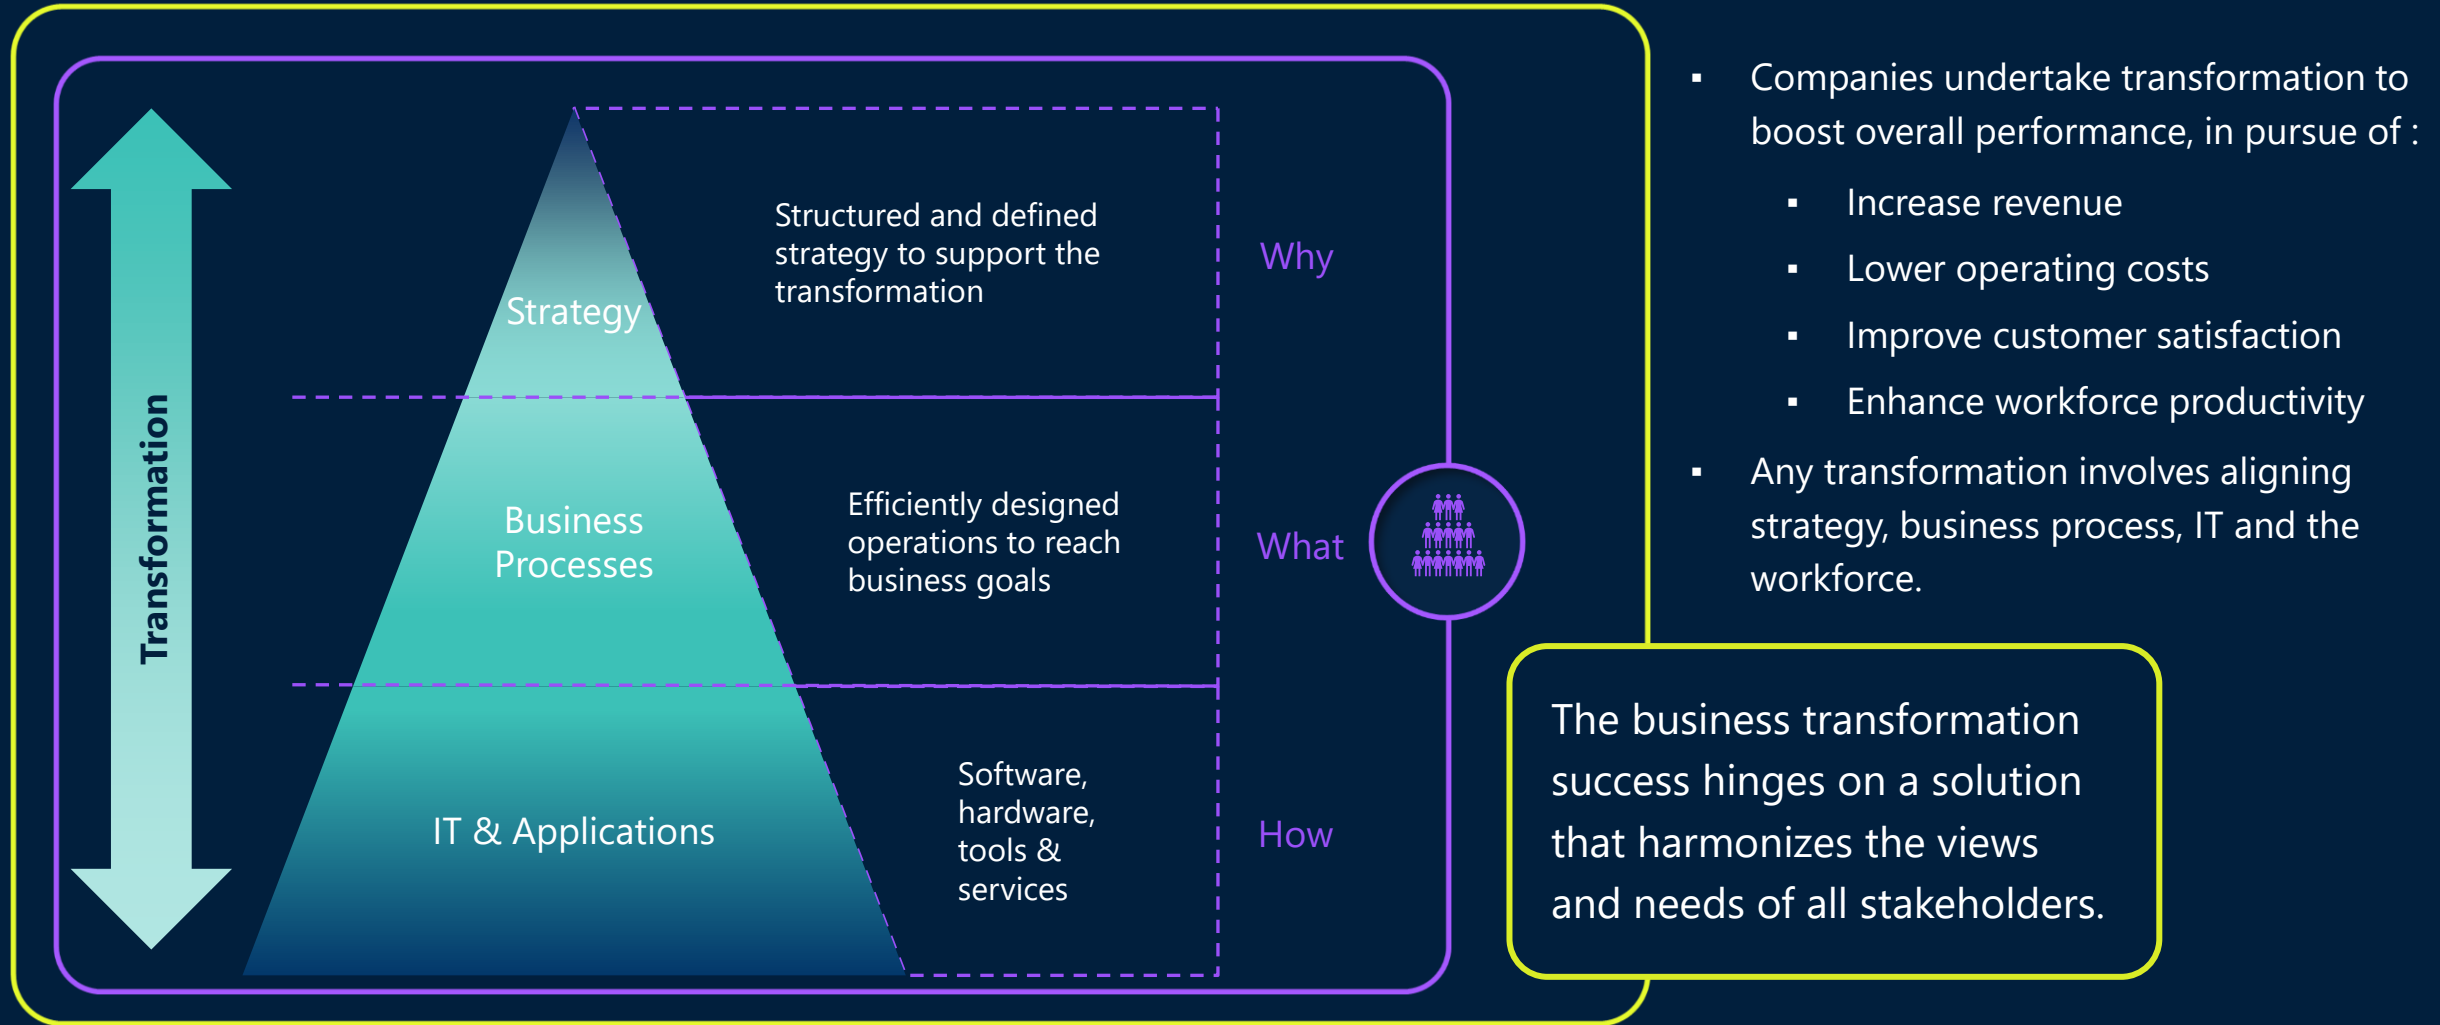 Transformation
Strategy
Structured and defined
strategy to support the
transformation
Why
Business
Processes
Efficiently designed
operations to reach
business goals
What
IT & Applications
Software,
hardware,
tools &
services
How
▪ Companies undertake transformation to
boost overall performance, in pursue of :
▪ Increase revenue
▪ Lower operating costs
▪ Improve customer satisfaction
▪ Enhance workforce productivity
▪ Any transformation involves aligning
strategy, business process, IT and the
workforce.
The business transformation
success hinges on a solution
that harmonizes the views
and needs of all stakeholders.